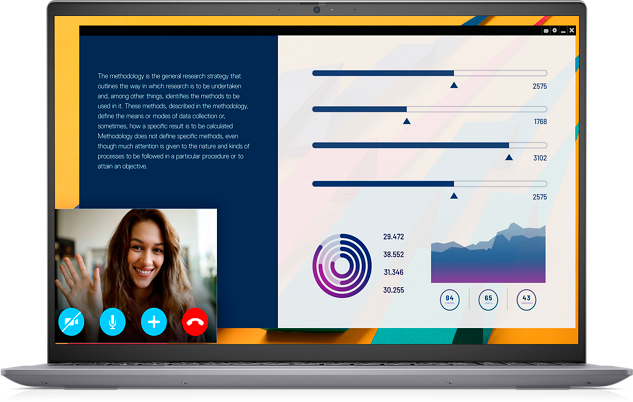 The methodology is the general research strategy that
outlines the way in which research is to be undertaken
and, among other things, identifies the methods to be
used in it. These methods, described in the methodology,
define the means or modes of data collection or,
sometimes, how a specific result is to be calculated
Methodology does not define specific methods, even
though much attention is given to the nature and kinds of
processes to be followed in a particular procedure or to
attain an objective.
2575
1768
3102
2575
29.472
38.552
31.346
30.255
84
65
43